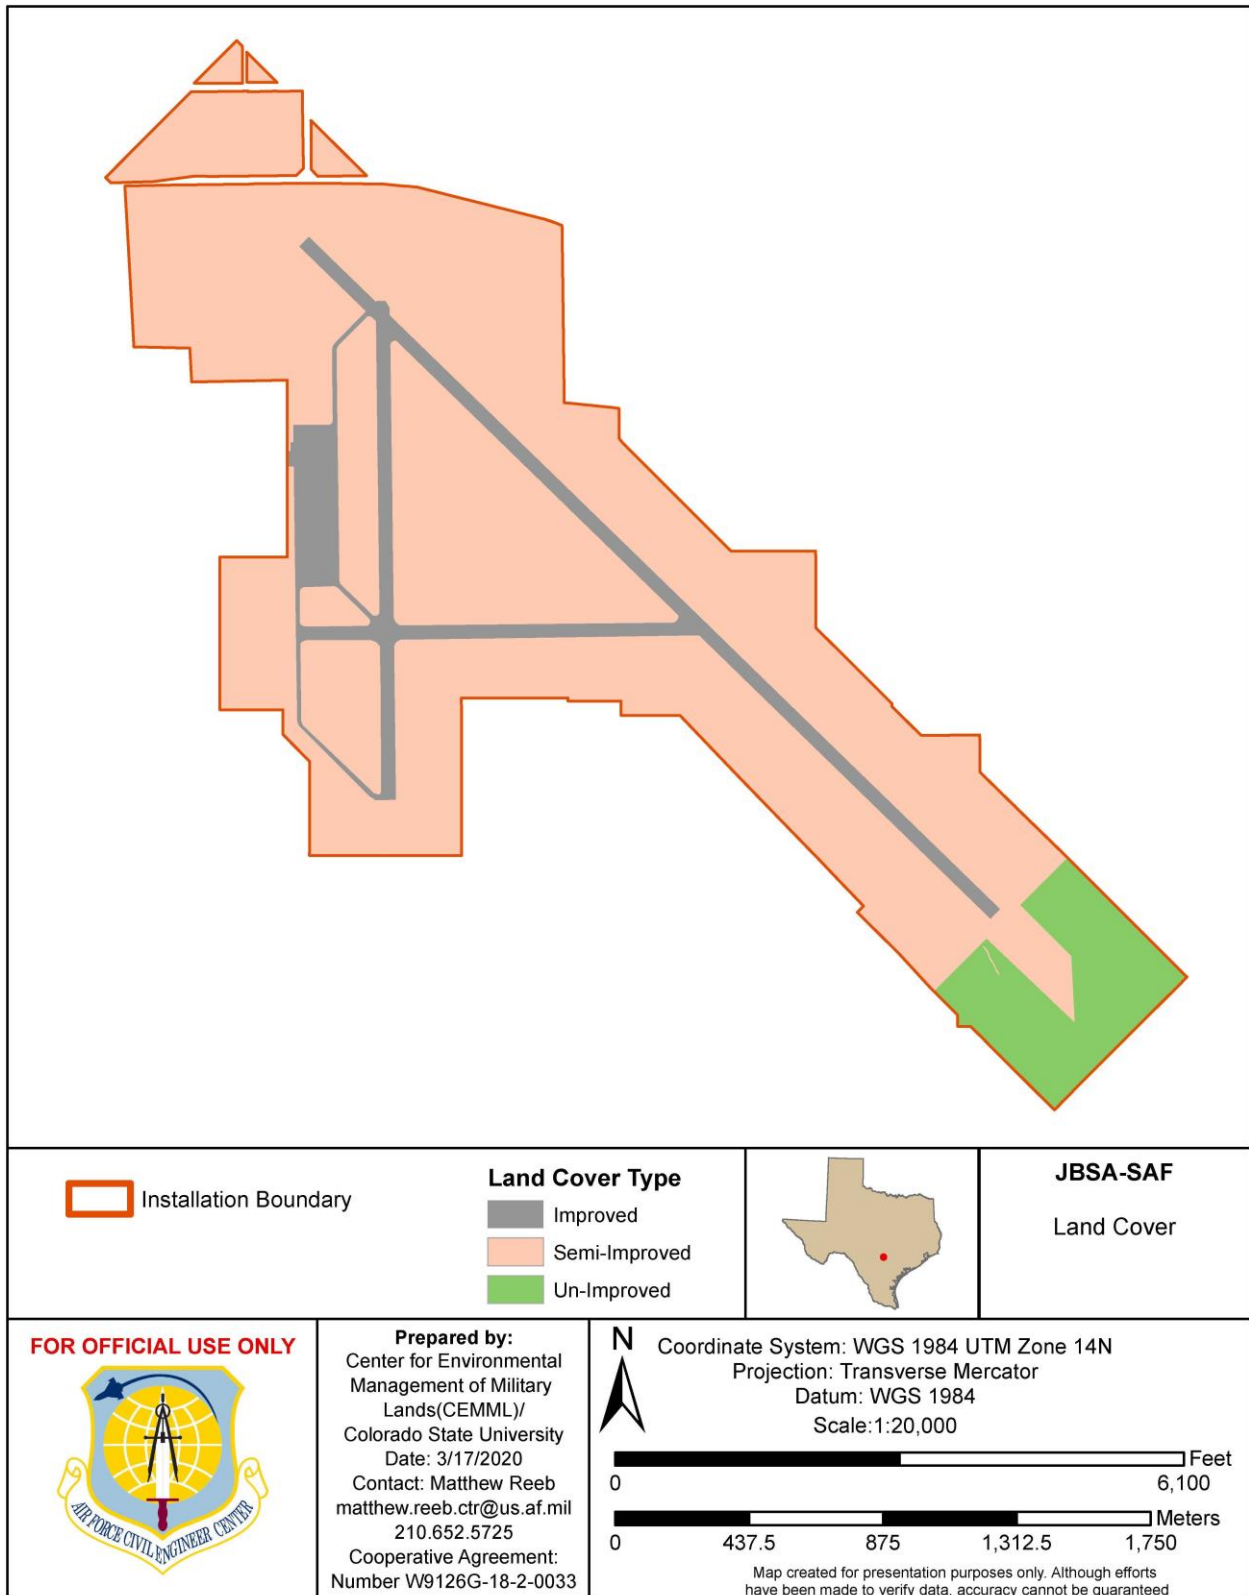 Installation Boundary
Land Cover Type
Improved
Semi-Improved
Un-Improved
JBSA-SAF
Land Cover
FOR OFFICIAL USE ONLY
AIR FORCE CIVIL ENGINEER CENTER
Prepared by:
Center for Environmental
Management of Military
Lands(CEMML)/
Colorado State University
Date: 3/17/2020
Contact: Matthew Reeb
matthew.reeb.ctr@us.af.mil
210.652.5725
Cooperative Agreement:
Number W9126G-18-2-0033
N
Coordinate System: WGS 1984 UTM Zone 14N
Projection: Transverse Mercator
Datum: WGS 1984
Scale:1:20,000
Feet
0 6,100
Meters
0 437.5 875 1,312.5 1,750
Map created for presentation purposes only. Although efforts
have been made to verify data, accuracy cannot be guaranteed